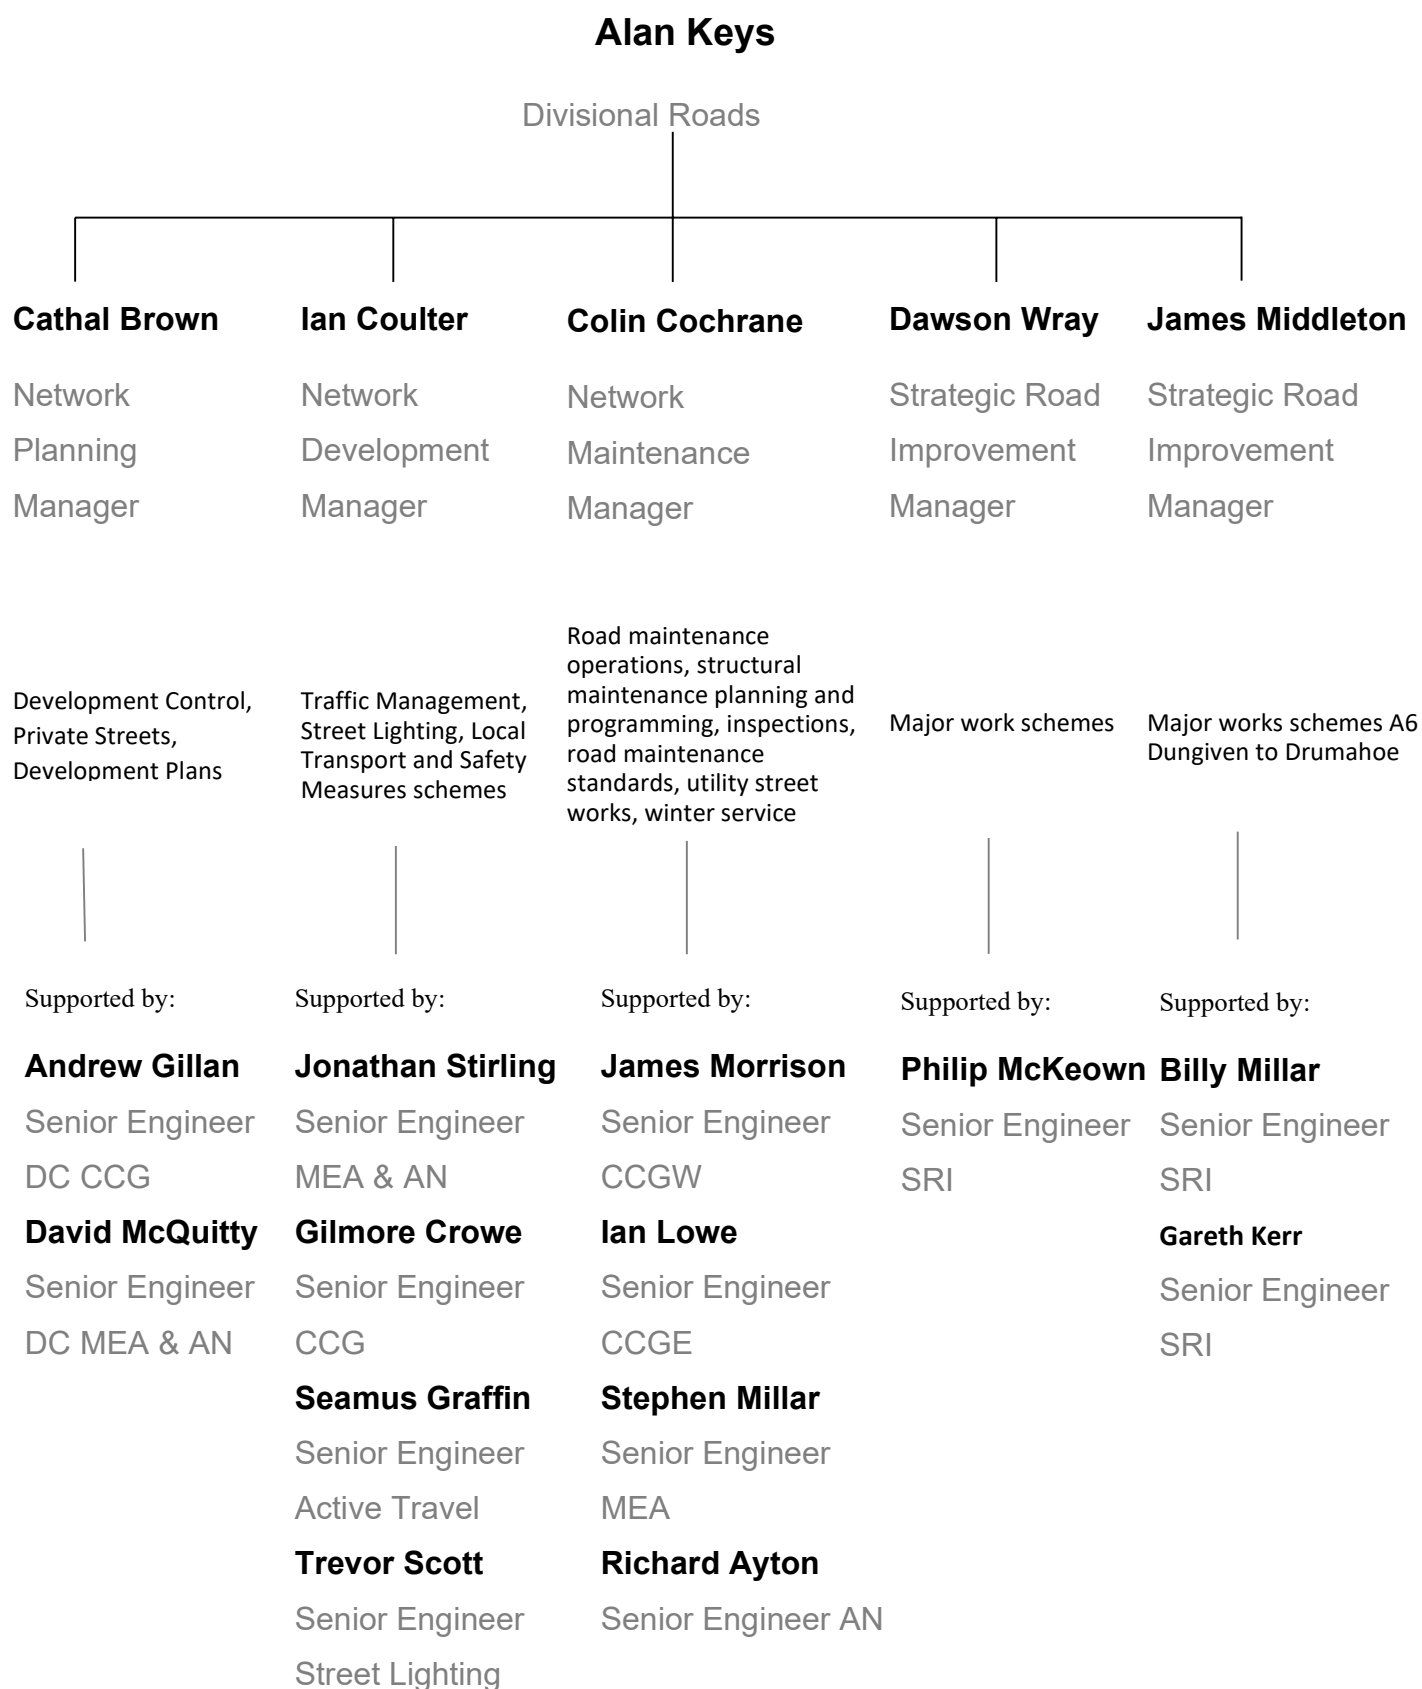 Alan Keys
Divisional Roads
Cathal Brown
Network
Planning
Manager
Development Control,
Private Streets,
Development Plans
Supported by:
Andrew Gillan
Senior Engineer
DC CCG
David McQuitty
Senior Engineer
DC MEA & AN
Ian Coulter
Network
Development
Manager
Traffic Management,
Street Lighting, Local
Transport and Safety
Measures schemes
Supported by:
Jonathan Stirling
Senior Engineer
MEA & AN
Gilmore Crowe
Senior Engineer
CCG
Seamus Graffin
Senior Engineer
Active Travel
Trevor Scott
Senior Engineer
Street Lighting
Colin Cochrane
Network
Maintenance
Manager
Road maintenance
operations, structural
maintenance planning and
programming, inspections,
road maintenance
standards, utility street
works, winter service
Supported by:
James Morrison
Senior Engineer
CCGW
Ian Lowe
Senior Engineer
CCGE
Stephen Millar
Senior Engineer
MEA
Richard Ayton
Senior Engineer AN
Dawson Wray
Strategic Road
Improvement
Manager
Major work schemes
Supported by:
Philip McKeown
Senior Engineer
SRI
James Middleton
Strategic Road
Improvement
Manager
Major works schemes A6
Dungiven to Drumahoe
Supported by:
Billy Millar
Senior Engineer
SRI
Gareth Kerr
Senior Engineer
SRI